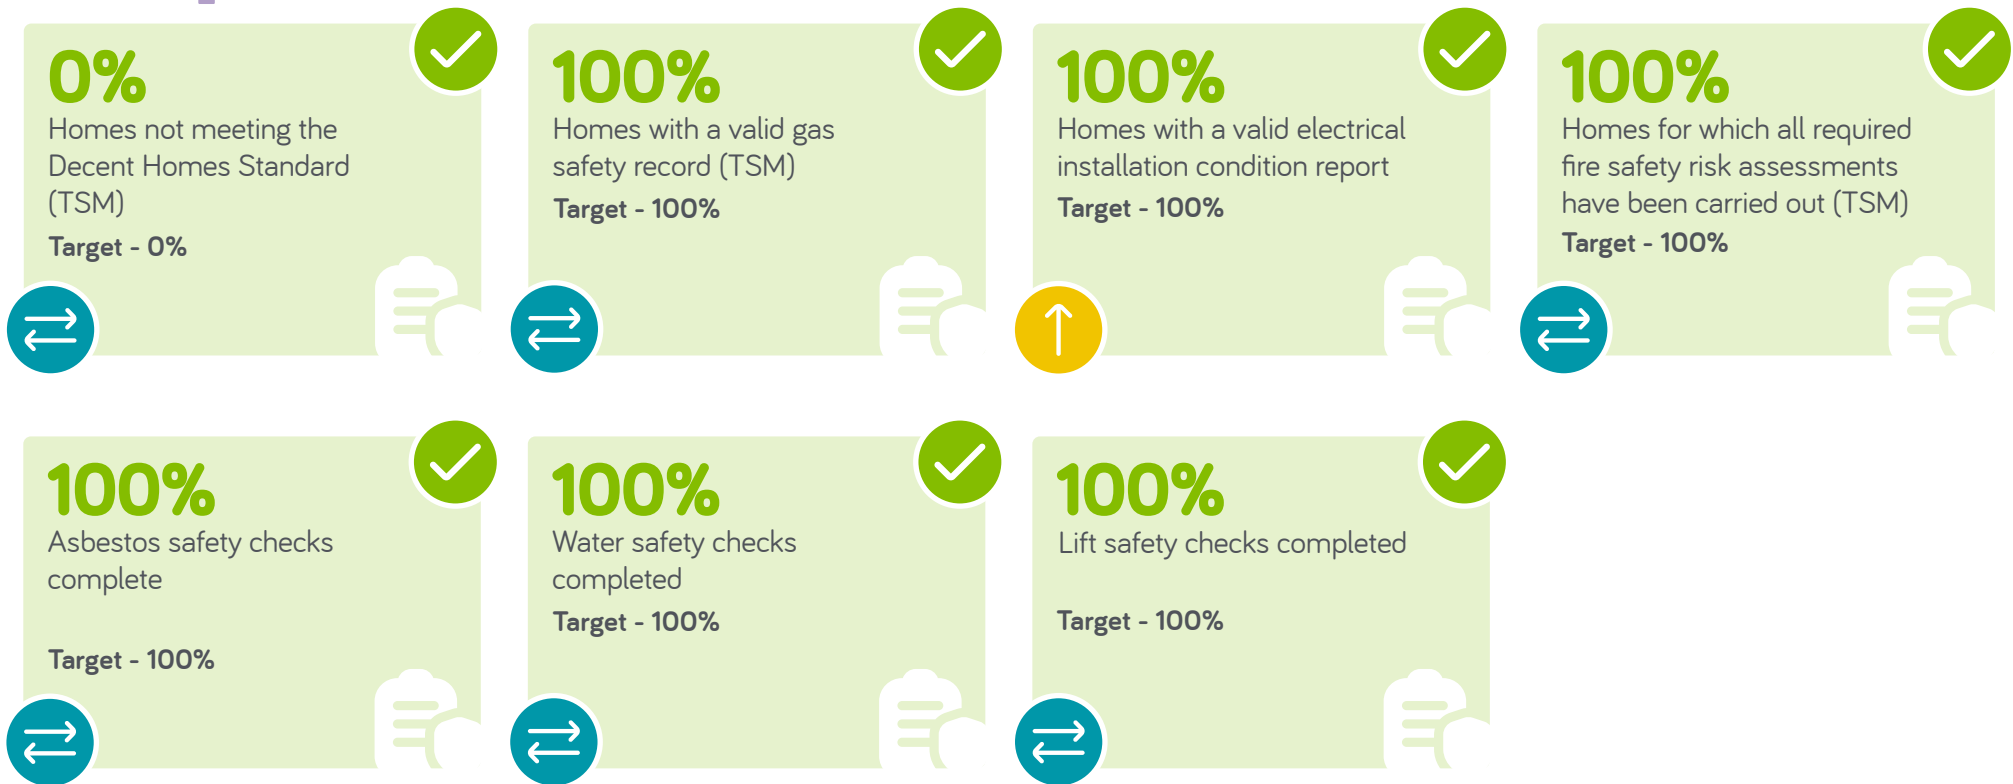 0%
Homes not meeting the
Decent Homes Standard
(TSM)
Target - 0%
100%
Homes with a valid gas
safety record (TSM)
Target - 100%
100%
Homes with a valid electrical
installation condition report
Target - 100%
100%
Homes for which all required
fire safety risk assessments
have been carried out (TSM)
Target - 100%
100%
Asbestos safety checks
complete
Target - 100%
100%
Water safety checks
completed
Target - 100%
100%
Lift safety checks completed
Target - 100%